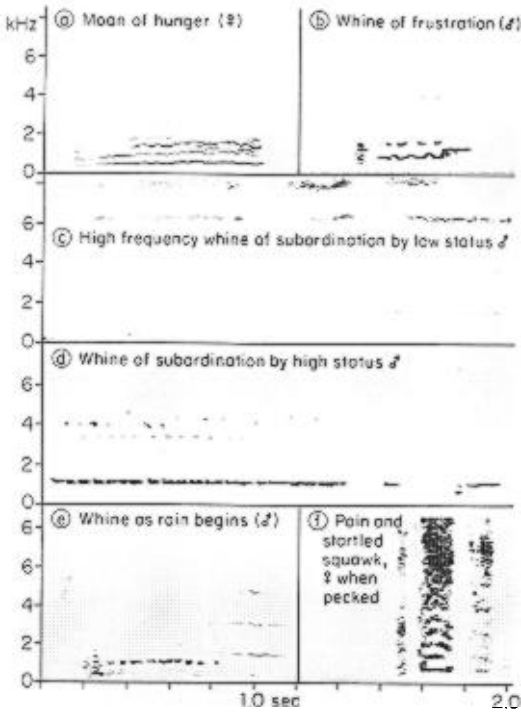 kHz
ⓐ Moan of hunger (♀)
ⓑ Whine of frustration (♂)
6
4
2
0
ⓒ High frequency whine of subordination by low status ♂
6
4
2
0
ⓓ Whine of subordination by high status ♂
6
4
2
0
ⓔ Whine as rain begins (♂)
ⓕ Pain and
startled
squawk,
♀ when
pecked
6
4
2
0
1.0 sec
2.0